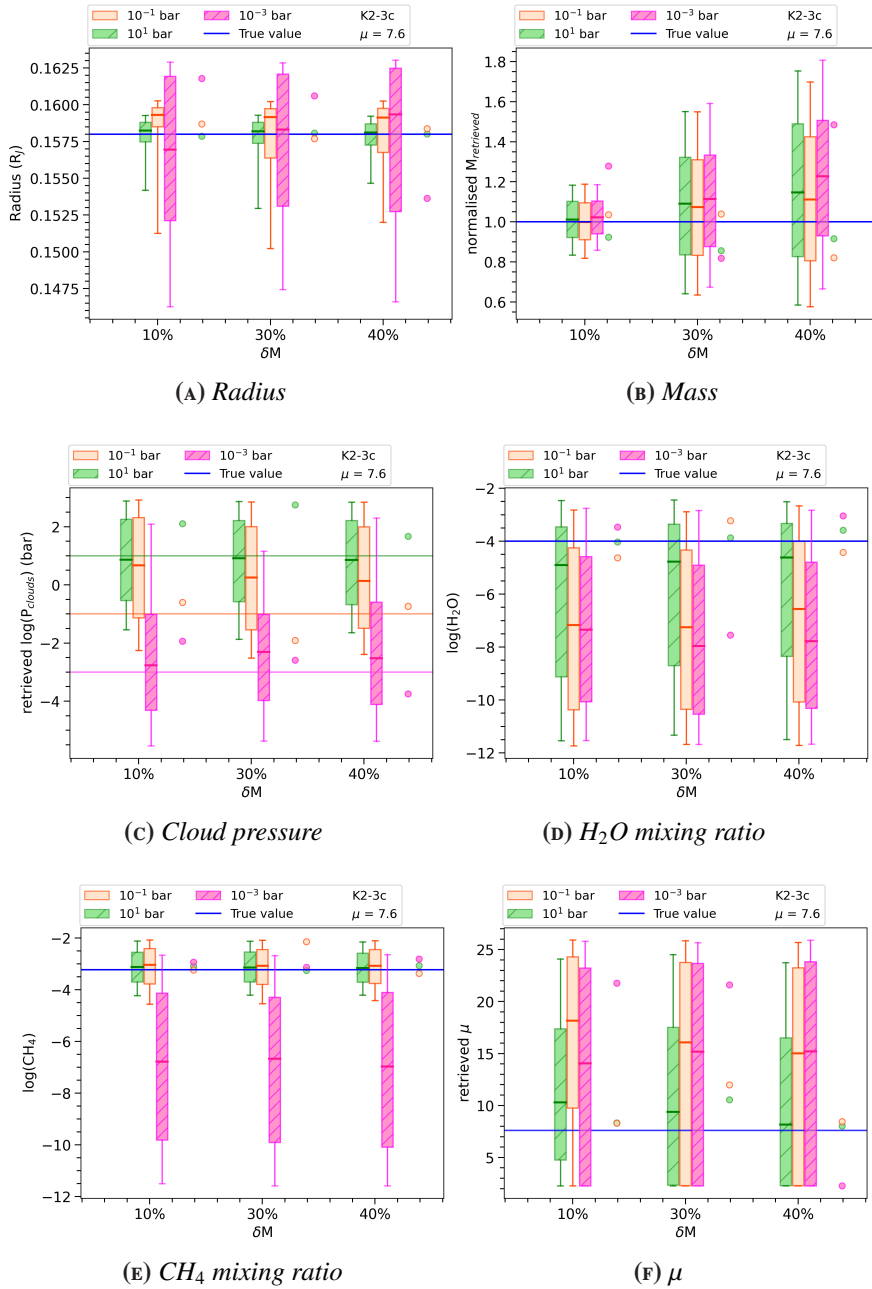 10⁻¹ bar 10⁻³ bar K2-3c
10¹ bar True value μ = 7.6
Radius (R_J)
0.1625
0.1600
0.1575
0.1550
0.1525
0.1500
0.1475
10% 30% 40%
δM
(A) Radius
10⁻¹ bar 10⁻³ bar K2-3c
10¹ bar True value μ = 7.6
normalised M_retrieved
1.8
1.6
1.4
1.2
1.0
0.8
0.6
10% 30% 40%
δM
(B) Mass
10⁻¹ bar 10⁻³ bar K2-3c
10¹ bar True value μ = 7.6
retrieved log(P_clouds) (bar)
2
0
−2
−4
10% 30% 40%
δM
(C) Cloud pressure
10⁻¹ bar 10⁻³ bar K2-3c
10¹ bar True value μ = 7.6
log(H₂O)
−2
−4
−6
−8
−10
−12
10% 30% 40%
δM
(D) H₂O mixing ratio
10⁻¹ bar 10⁻³ bar K2-3c
10¹ bar True value μ = 7.6
log(CH₄)
−2
−4
−6
−8
−10
−12
10% 30% 40%
δM
(E) CH₄ mixing ratio
10⁻¹ bar 10⁻³ bar K2-3c
10¹ bar True value μ = 7.6
retrieved μ
25
20
15
10
5
10% 30% 40%
δM
(F) μ